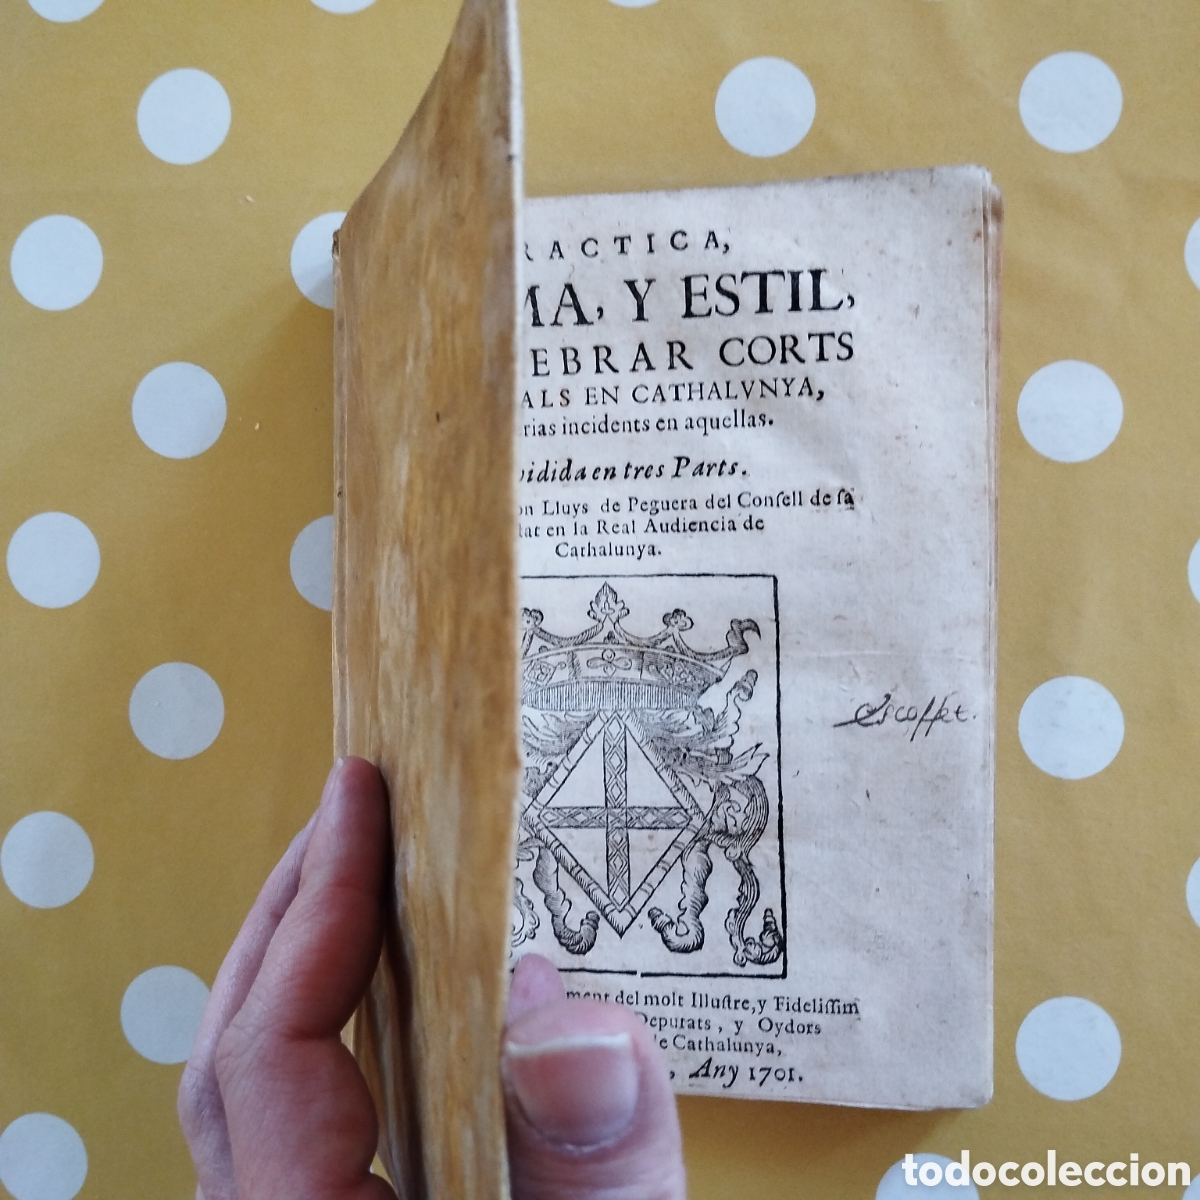 RACTICA,
MA, Y ESTIL,
EBRAR CORTS
ALS EN CATHALVNYA,
rias incidents en aquellas.
vidida en tres Parts.
on Lluys de Peguera del Conſell de ſa
tat en la Real Audiencia de
Cathalunya.
Escoffet.
ment del molt Illuſtre, y Fideliſſim
Deputats, y Oydors
de Cathalunya,
, Any 1701.
todocoleccion